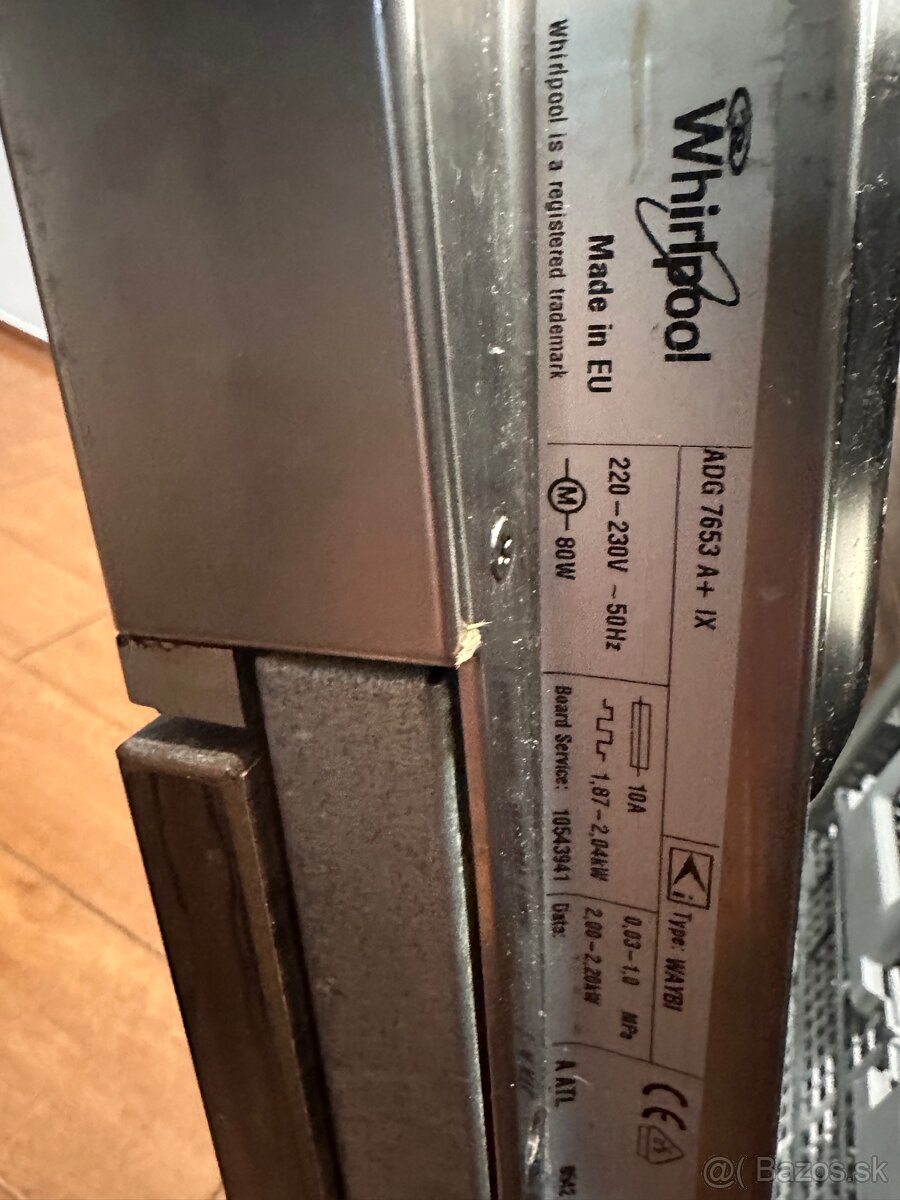 Whirlpool
Made in EU
Whirlpool is a registered trademark
ADG 7653 A+ IX
Type: WAYBI
220-230V ~ 50Hz
10A
0,03-1,0 MPa
M 80W
1,87-2,04kW
2,00-2,20kW
Board Service: 10543941
Data:
A ATL
CE
@( Bazos.sk